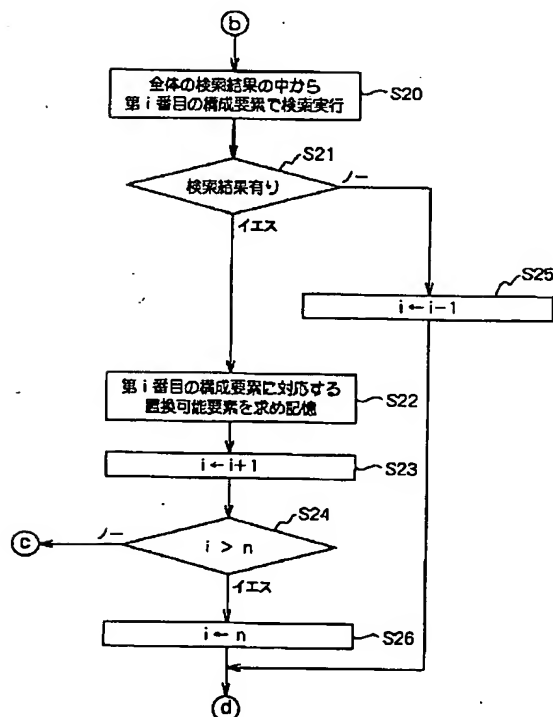 b
全体の検索結果の中から
第i番目の構成要素で検索実行
S20
S21
検索結果有り
ノー
イエス
S25
i←i-1
第i番目の構成要素に対応する
置換可能要素を求め記憶
S22
i←i+1
S23
S24
c
ノー
i > n
イエス
i←n
S26
d